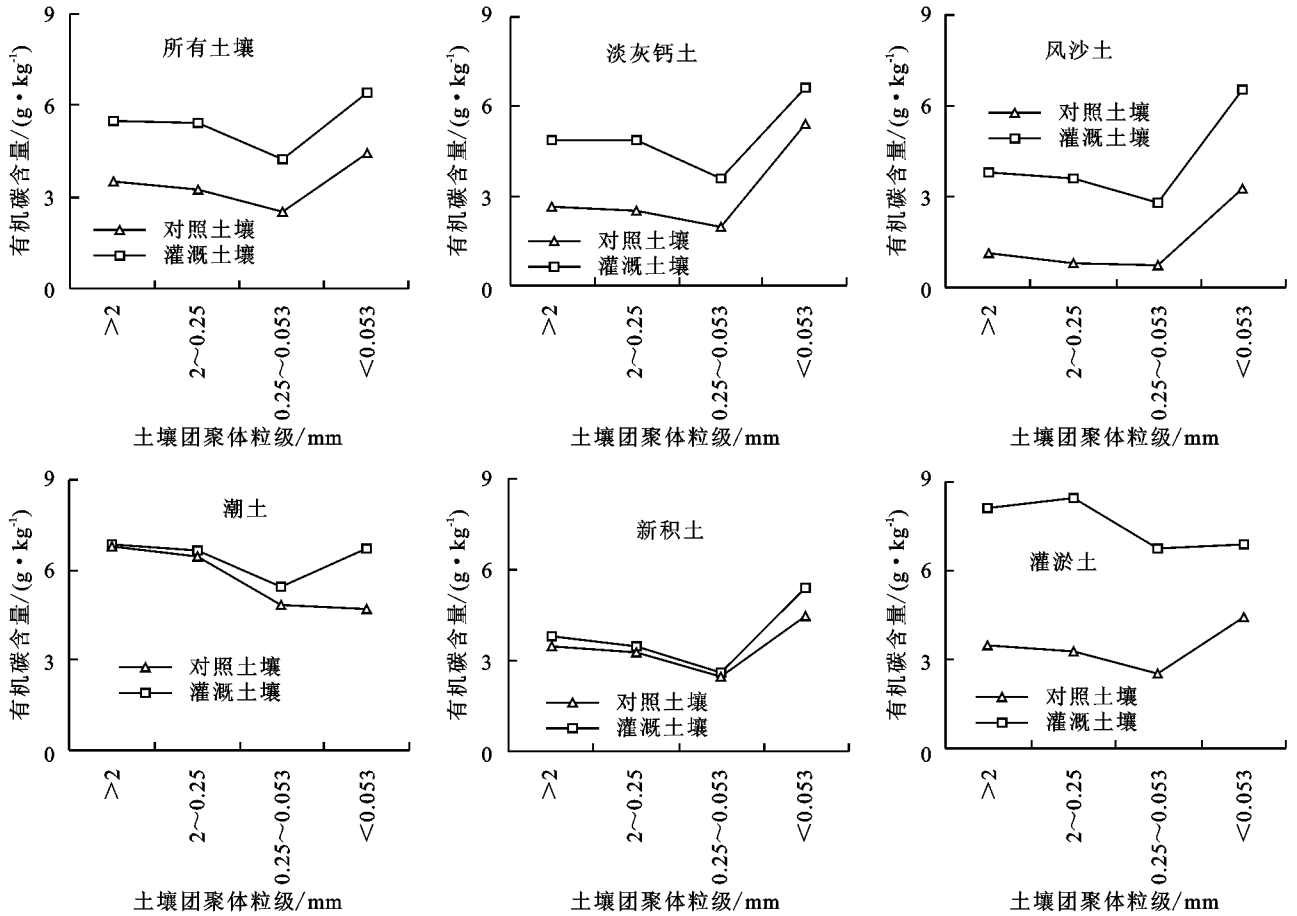 有机碳含量/(g•kg⁻¹)
9
6
3
0
所有土壤
对照土壤
灌溉土壤
>2
2～0.25
0.25～0.053
<0.053
土壤团聚体粒级/mm
有机碳含量/(g•kg⁻¹)
9
6
3
0
淡灰钙土
对照土壤
灌溉土壤
>2
2～0.25
0.25～0.053
<0.053
土壤团聚体粒级/mm
有机碳含量/(g•kg⁻¹)
9
6
3
0
风沙土
对照土壤
灌溉土壤
>2
2～0.25
0.25～0.053
<0.053
土壤团聚体粒级/mm
有机碳含量/(g•kg⁻¹)
9
6
3
0
潮土
对照土壤
灌溉土壤
>2
2～0.25
0.25～0.053
<0.053
土壤团聚体粒级/mm
有机碳含量/(g•kg⁻¹)
9
6
3
0
新积土
对照土壤
灌溉土壤
>2
2～0.25
0.25～0.053
<0.053
土壤团聚体粒级/mm
有机碳含量/(g•kg⁻¹)
9
6
3
0
灌淤土
对照土壤
灌溉土壤
>2
2～0.25
0.25～0.053
<0.053
土壤团聚体粒级/mm